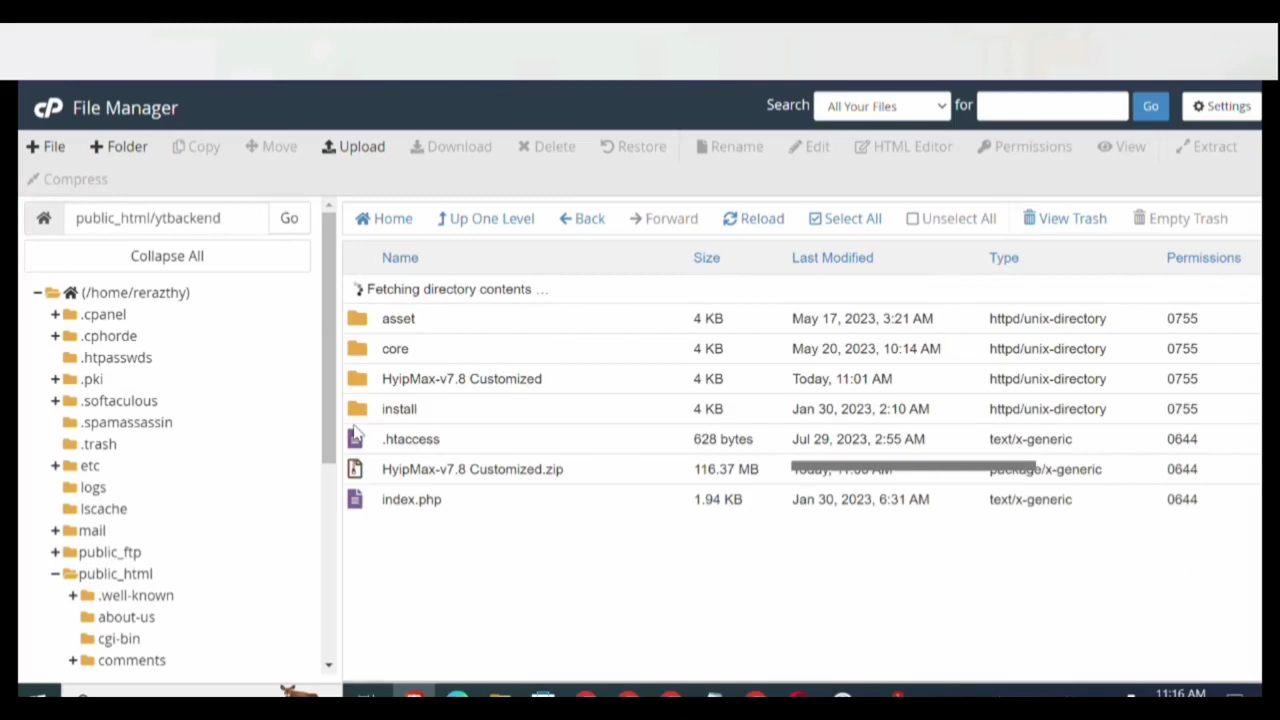 cP File Manager
Search All Your Files for Go Settings
+ File + Folder Copy Move Upload Download Delete Restore Rename Edit HTML Editor Permissions View Extract
Compress
public_html/ytbackend Go
Home Up One Level Back Forward Reload Select All Unselect All View Trash Empty Trash
Collapse All
Name Size Last Modified Type Permissions
Fetching directory contents ...
asset 4 KB May 17, 2023, 3:21 AM httpd/unix-directory 0755
core 4 KB May 20, 2023, 10:14 AM httpd/unix-directory 0755
HyipMax-v7.8 Customized 4 KB Today, 11:01 AM httpd/unix-directory 0755
install 4 KB Jan 30, 2023, 2:10 AM httpd/unix-directory 0755
.htaccess 628 bytes Jul 29, 2023, 2:55 AM text/x-generic 0644
HyipMax-v7.8 Customized.zip 116.37 MB package/x-generic 0644
index.php 1.94 KB Jan 30, 2023, 6:31 AM text/x-generic 0644
(/home/rerazthy)
+ .cpanel
+ .cphorde
.htpasswds
+ .pki
+ .softaculous
.spamassassin
.trash
+ etc
logs
lscache
+ mail
+ public_ftp
− public_html
+ .well-known
about-us
cgi-bin
+ comments
11:16 AM